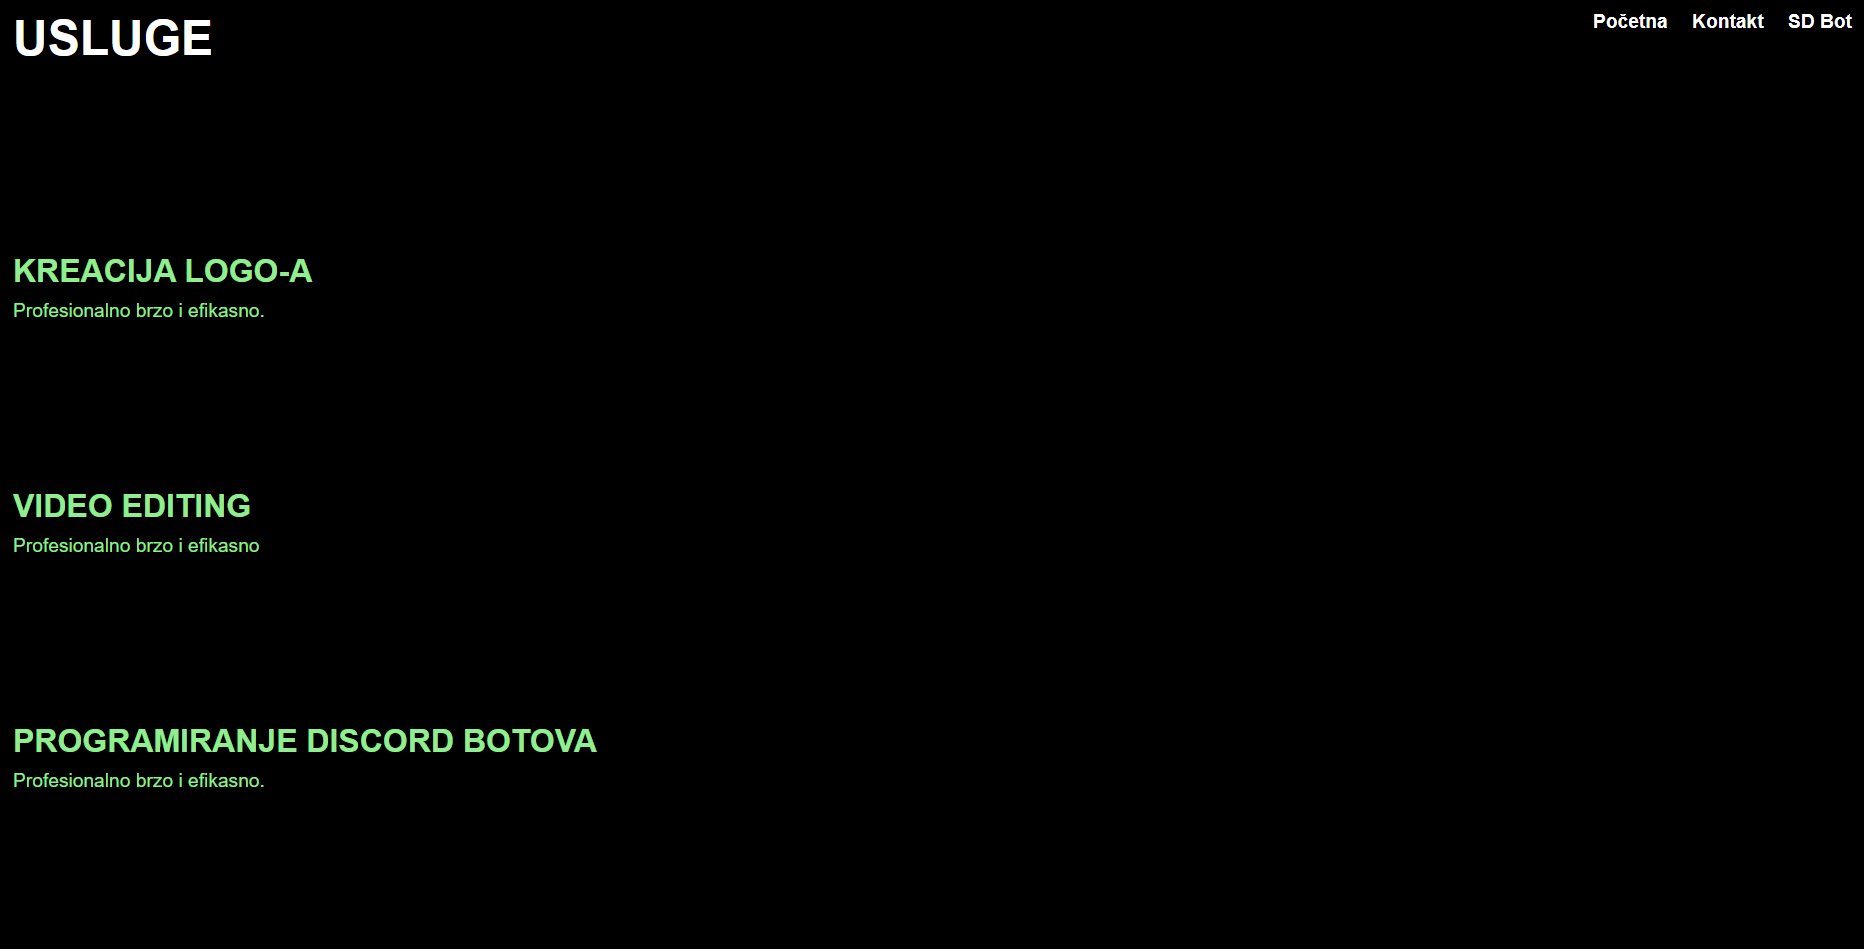 USLUGE
Početna Kontakt SD Bot
KREACIJA LOGO-A
Profesionalno brzo i efikasno.
VIDEO EDITING
Profesionalno brzo i efikasno
PROGRAMIRANJE DISCORD BOTOVA
Profesionalno brzo i efikasno.